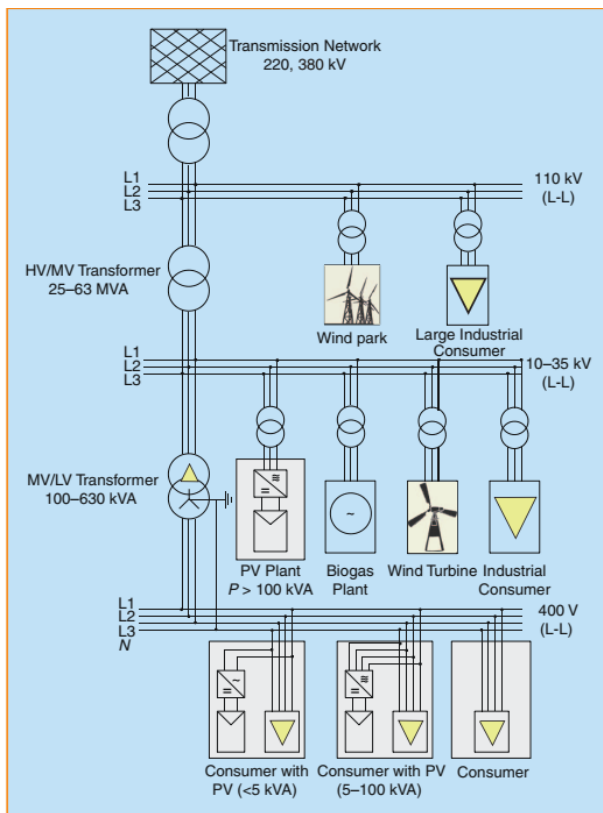 Transmission Network
220, 380 kV
L1
L2
L3
110 kV
(L-L)
HV/MV Transformer
25–63 MVA
Wind park
Large Industrial
Consumer
L1
L2
L3
10–35 kV
(L-L)
MV/LV Transformer
100–630 kVA
PV Plant
P > 100 kVA
Biogas
Plant
Wind Turbine
Industrial
Consumer
L1
L2
L3
N
400 V
(L-L)
Consumer with
PV (<5 kVA)
Consumer with PV
(5–100 kVA)
Consumer